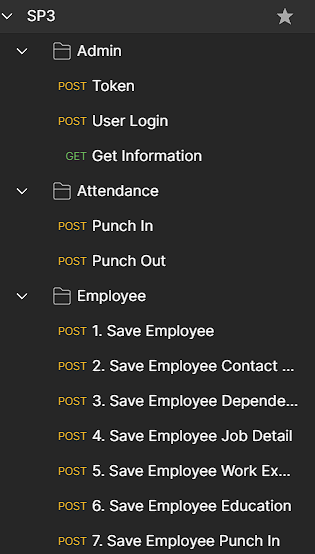 SP3
Admin
POST Token
POST User Login
GET Get Information
Attendance
POST Punch In
POST Punch Out
Employee
POST 1. Save Employee
POST 2. Save Employee Contact ...
POST 3. Save Employee Depende...
POST 4. Save Employee Job Detail
POST 5. Save Employee Work Ex...
POST 6. Save Employee Education
POST 7. Save Employee Punch In